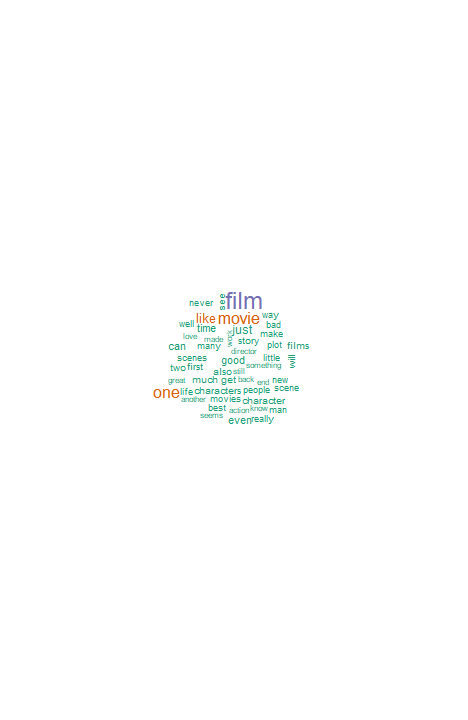 see film
never
like movie way
well time just bad
love made work story make
can many director plot films
scenes good little will
two first also still something
great much get back end new
one life characters people scene
another movies character
best action know man
seems even really